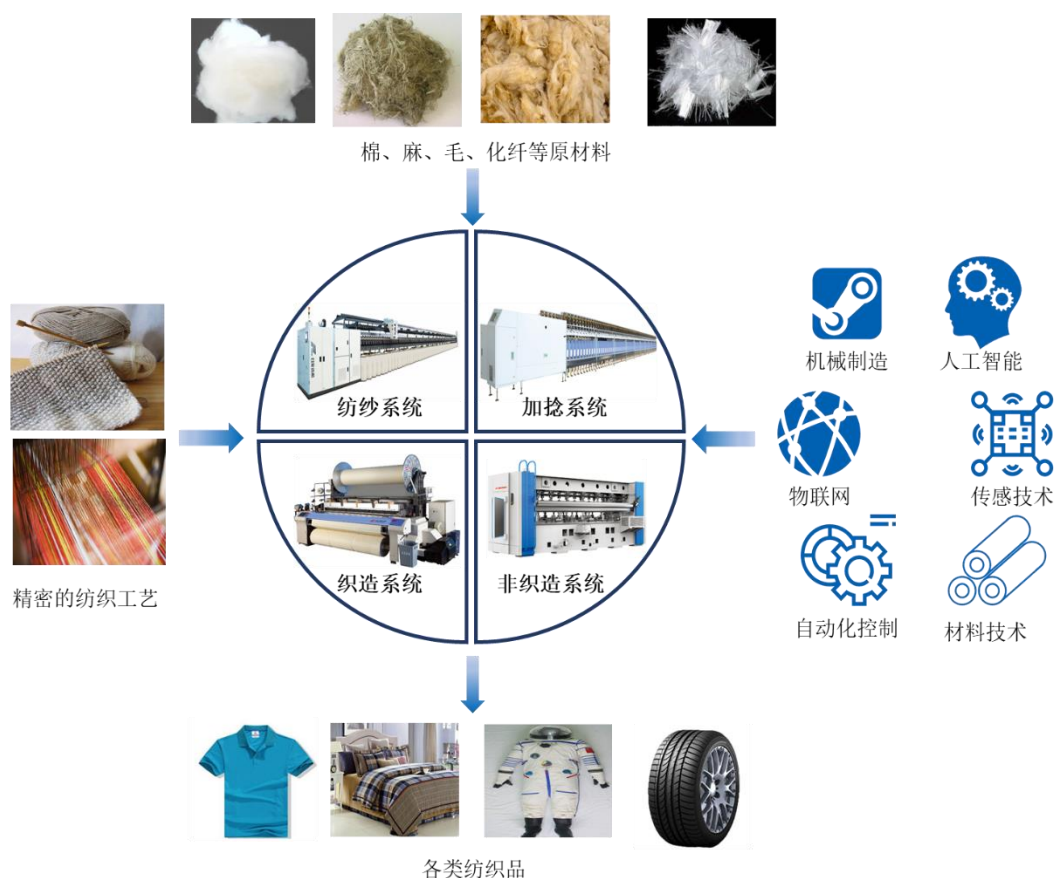 棉、麻、毛、化纤等原材料
纺纱系统
加捻系统
织造系统
非织造系统
精密的纺织工艺
机械制造
人工智能
物联网
传感技术
自动化控制
材料技术
各类纺织品